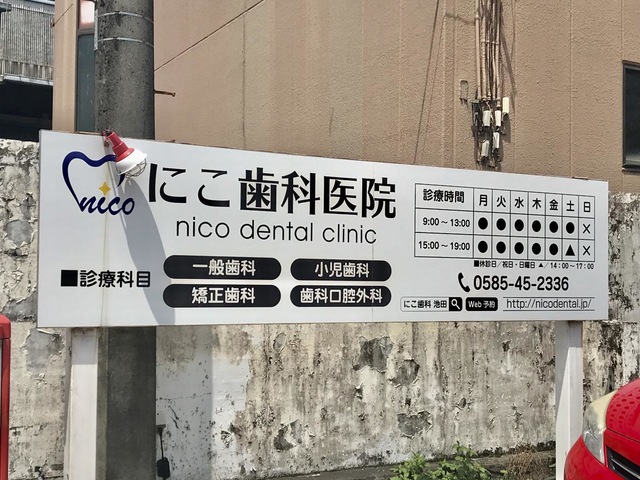 nico
にこ歯科医院
nico dental clinic
■診療科目
一般歯科
小児歯科
矯正歯科
歯科口腔外科
診療時間 月 火 水 木 金 土 日
9:00〜13:00 ● ● ● ● ● ● ×
15:00〜19:00 ● ● ● ● ● ▲ ×
■休診日/祝日・日曜日 ▲/14:00〜17:00
0585-45-2336
にこ歯科 池田
Web予約
http://nicodental.jp/